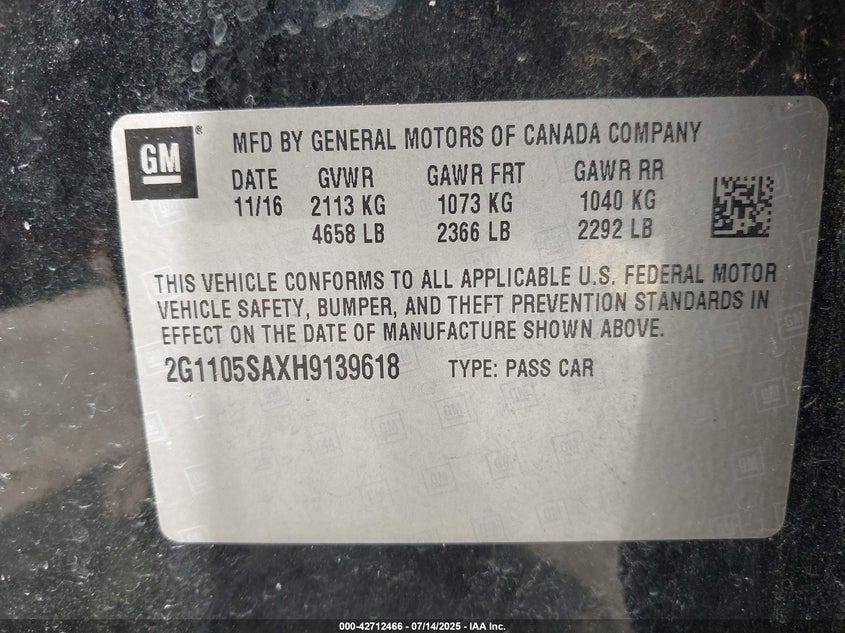 GM ®
MFD BY GENERAL MOTORS OF CANADA COMPANY
DATE GVWR GAWR FRT GAWR RR
11/16 2113 KG 1073 KG 1040 KG
4658 LB 2366 LB 2292 LB
THIS VEHICLE CONFORMS TO ALL APPLICABLE U.S. FEDERAL MOTOR
VEHICLE SAFETY, BUMPER, AND THEFT PREVENTION STANDARDS IN
EFFECT ON THE DATE OF MANUFACTURE SHOWN ABOVE.
2G1105SAXH9139618 TYPE: PASS CAR
000-42712466 - 07/14/2025 - IAA Inc.